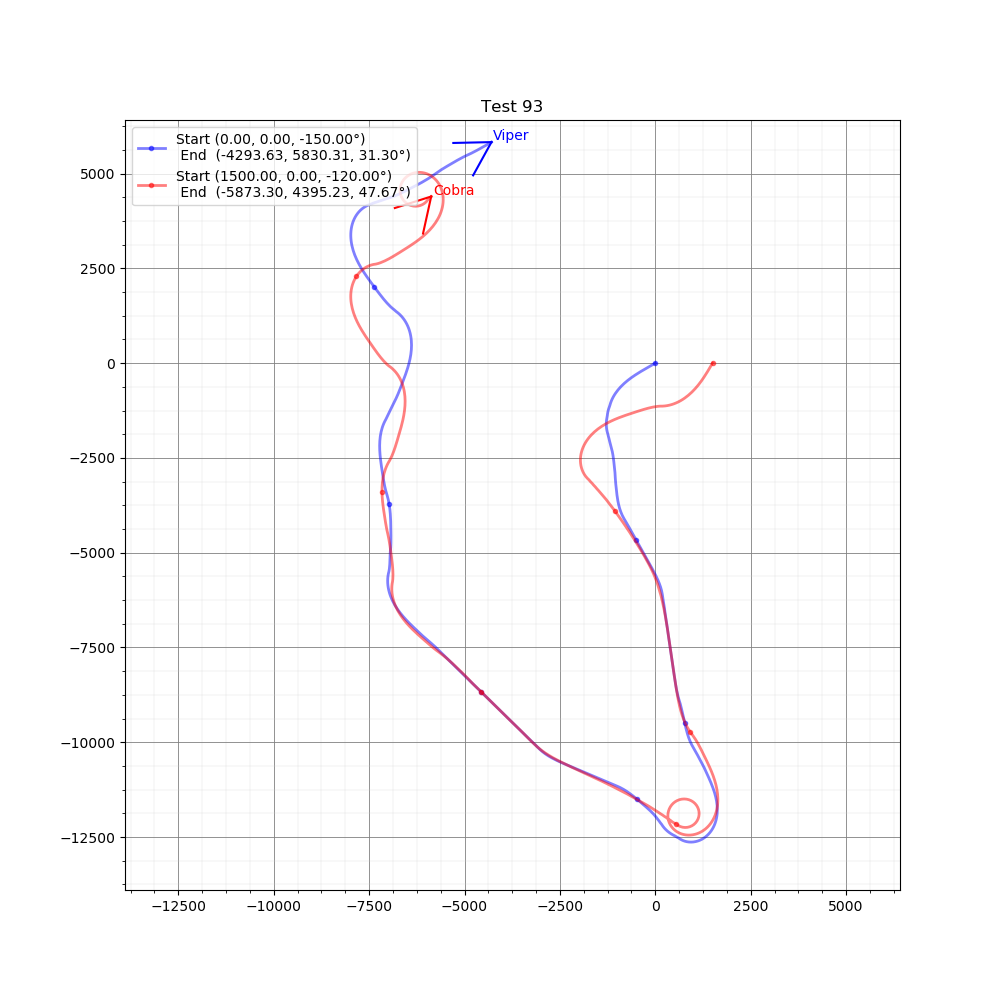 Test 93
Start (0.00, 0.00, -150.00°)
End (-4293.63, 5830.31, 31.30°)
Start (1500.00, 0.00, -120.00°)
End (-5873.30, 4395.23, 47.67°)
Viper
Cobra
5000
2500
0
−2500
−5000
−7500
−10000
−12500
−12500 −10000 −7500 −5000 −2500 0 2500 5000